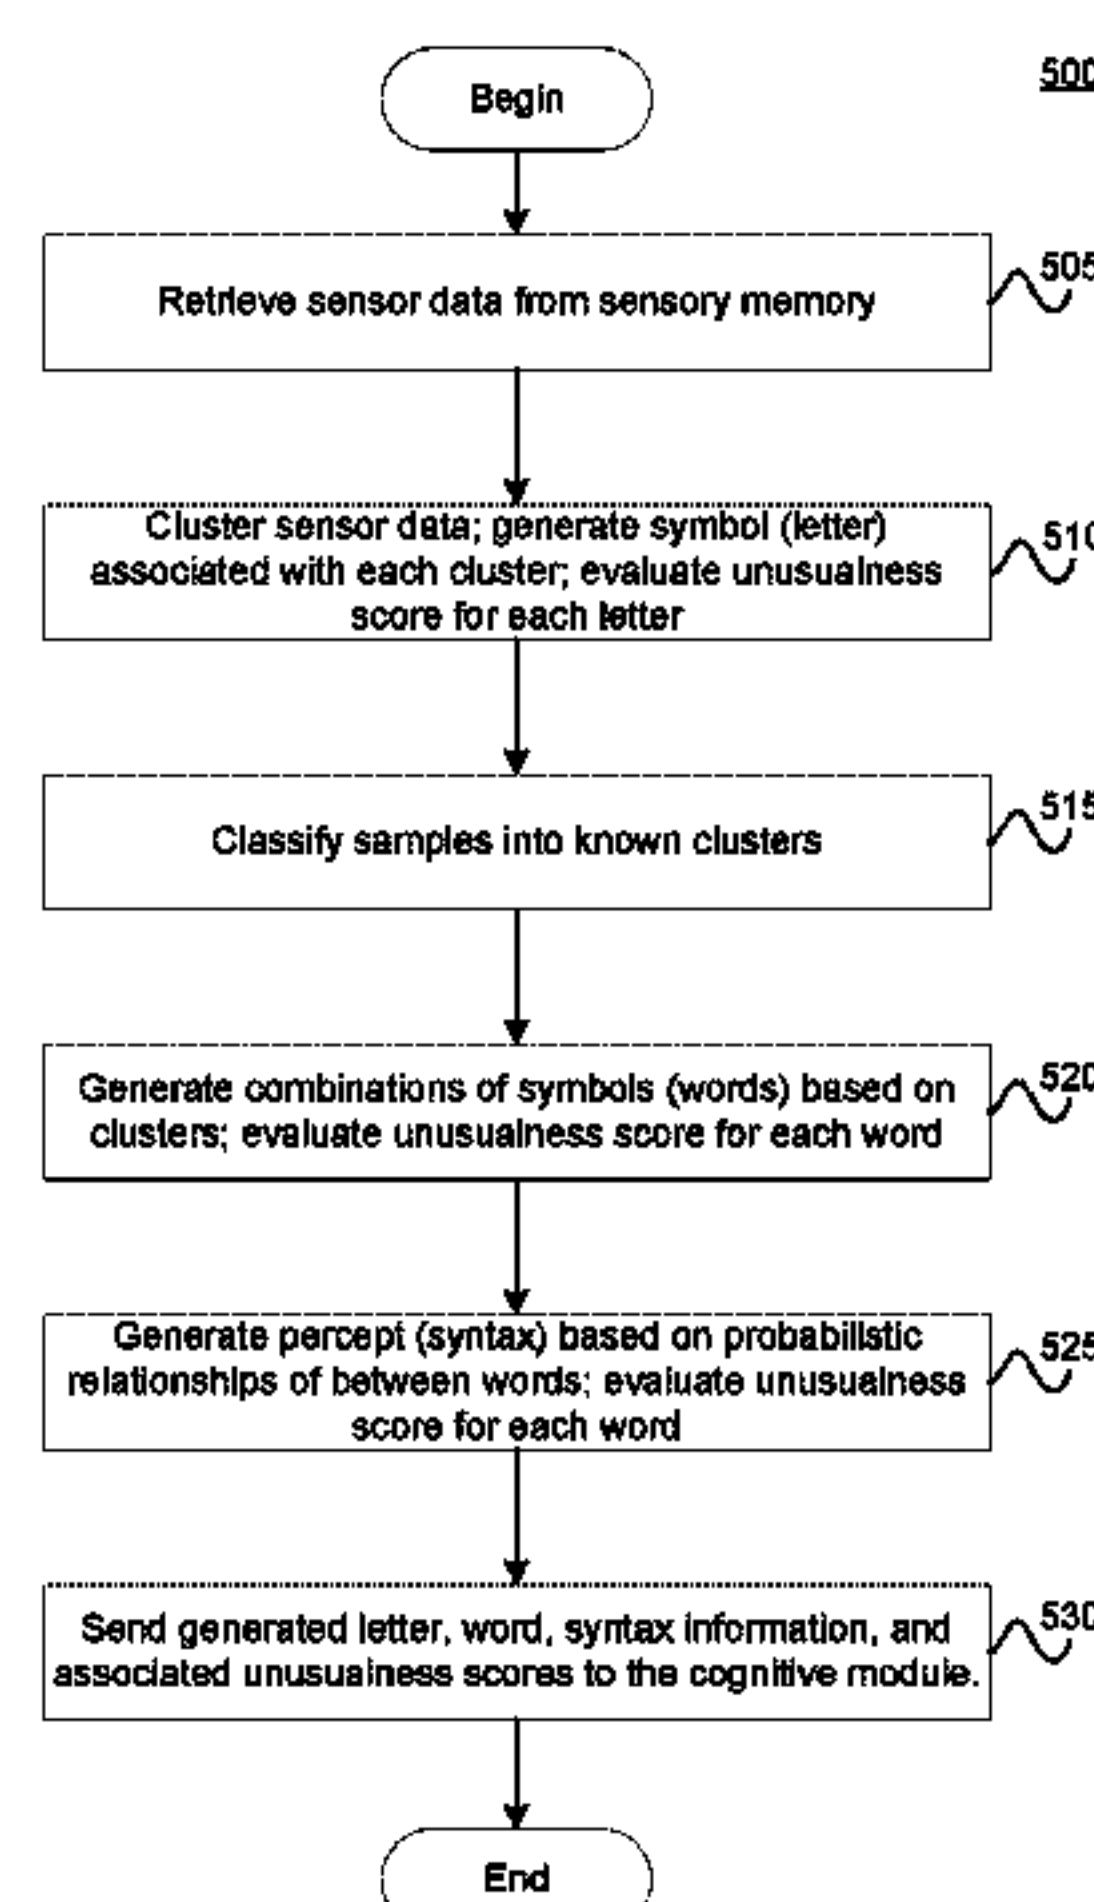 500
Begin
Retrieve sensor data from sensory memory
505
Cluster sensor data; generate symbol (letter)
associated with each cluster; evaluate unusualness
score for each letter
510
Classify samples into known clusters
515
Generate combinations of symbols (words) based on
clusters; evaluate unusualness score for each word
520
Generate percept (syntax) based on probabilistic
relationships of between words; evaluate unusualness
score for each word
525
Send generated letter, word, syntax information, and
associated unusualness scores to the cognitive module.
530
End